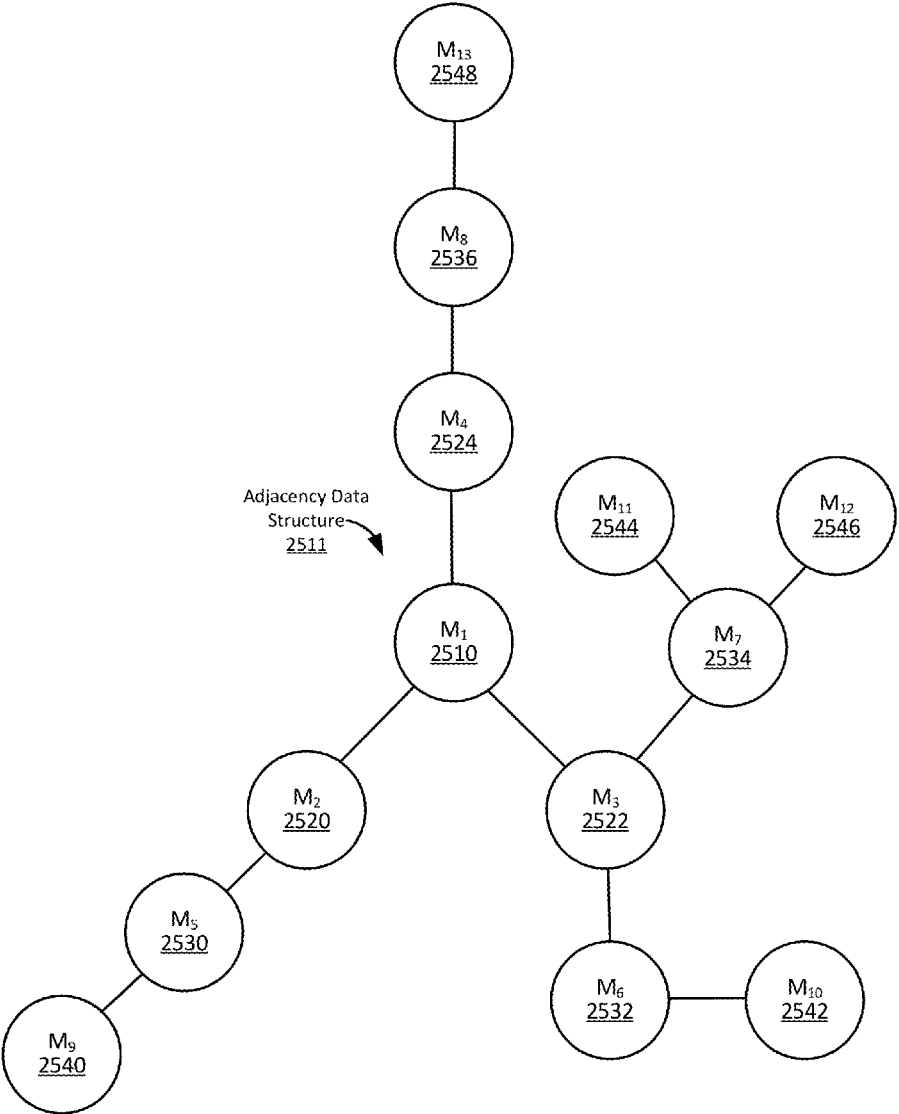 M₁₃
2548
M₈
2536
M₄
2524
Adjacency Data
Structure
2511
M₁₁
2544
M₁₂
2546
M₁
2510
M₇
2534
M₂
2520
M₃
2522
M₅
2530
M₆
2532
M₁₀
2542
M₉
2540